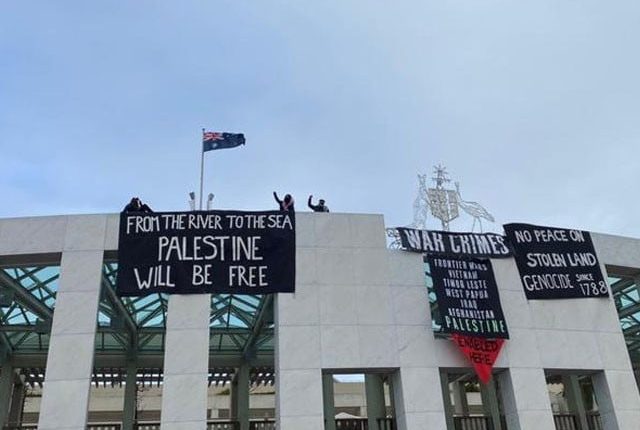 FROM THE RIVER TO THE SEA
PALESTINE
WILL BE FREE
WAR CRIMES
FRONTIER WARS
VIETNAM
TIMOR LESTE
WEST PAPUA
IRAQ
AFGHANISTAN
PALESTINE
ENABLED
HERE
NO PEACE ON
STOLEN LAND
GENOCIDE SINCE
1788